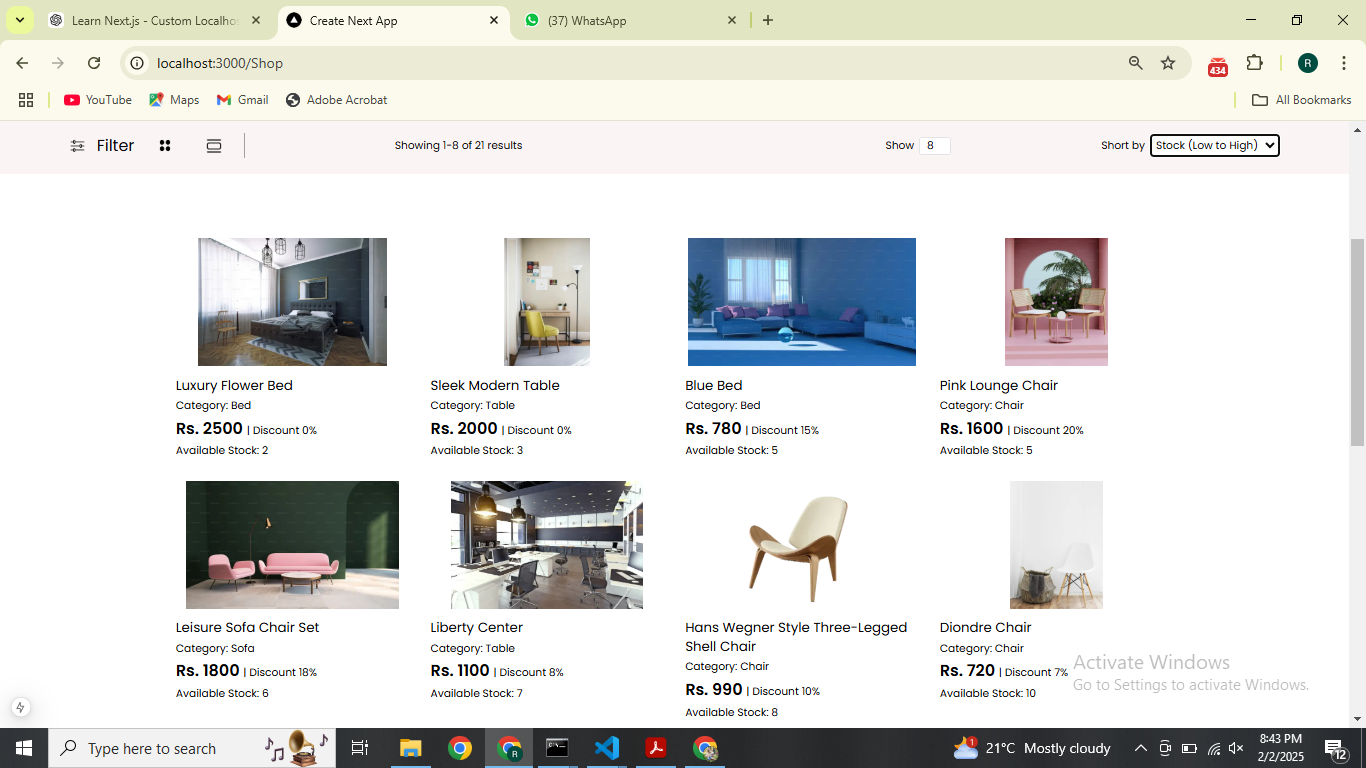 Learn Next.js - Custom Localho
Create Next App
(37) WhatsApp
localhost:3000/Shop
434
R
YouTube
Maps
Gmail
Adobe Acrobat
All Bookmarks
Filter
Showing 1-8 of 21 results
Show 8
Short by Stock (Low to High)
Luxury Flower Bed
Category: Bed
Rs. 2500 | Discount 0%
Available Stock: 2
Sleek Modern Table
Category: Table
Rs. 2000 | Discount 0%
Available Stock: 3
Blue Bed
Category: Bed
Rs. 780 | Discount 15%
Available Stock: 5
Pink Lounge Chair
Category: Chair
Rs. 1600 | Discount 20%
Available Stock: 5
Leisure Sofa Chair Set
Category: Sofa
Rs. 1800 | Discount 18%
Available Stock: 6
Liberty Center
Category: Table
Rs. 1100 | Discount 8%
Available Stock: 7
Hans Wegner Style Three-Legged
Shell Chair
Category: Chair
Rs. 990 | Discount 10%
Available Stock: 8
Diondre Chair
Category: Chair
Rs. 720 | Discount 7%
Available Stock: 10
Activate Windows
Go to Settings to activate Windows.
Type here to search
R
1
21°C Mostly cloudy
8:43 PM
2/2/2025
12